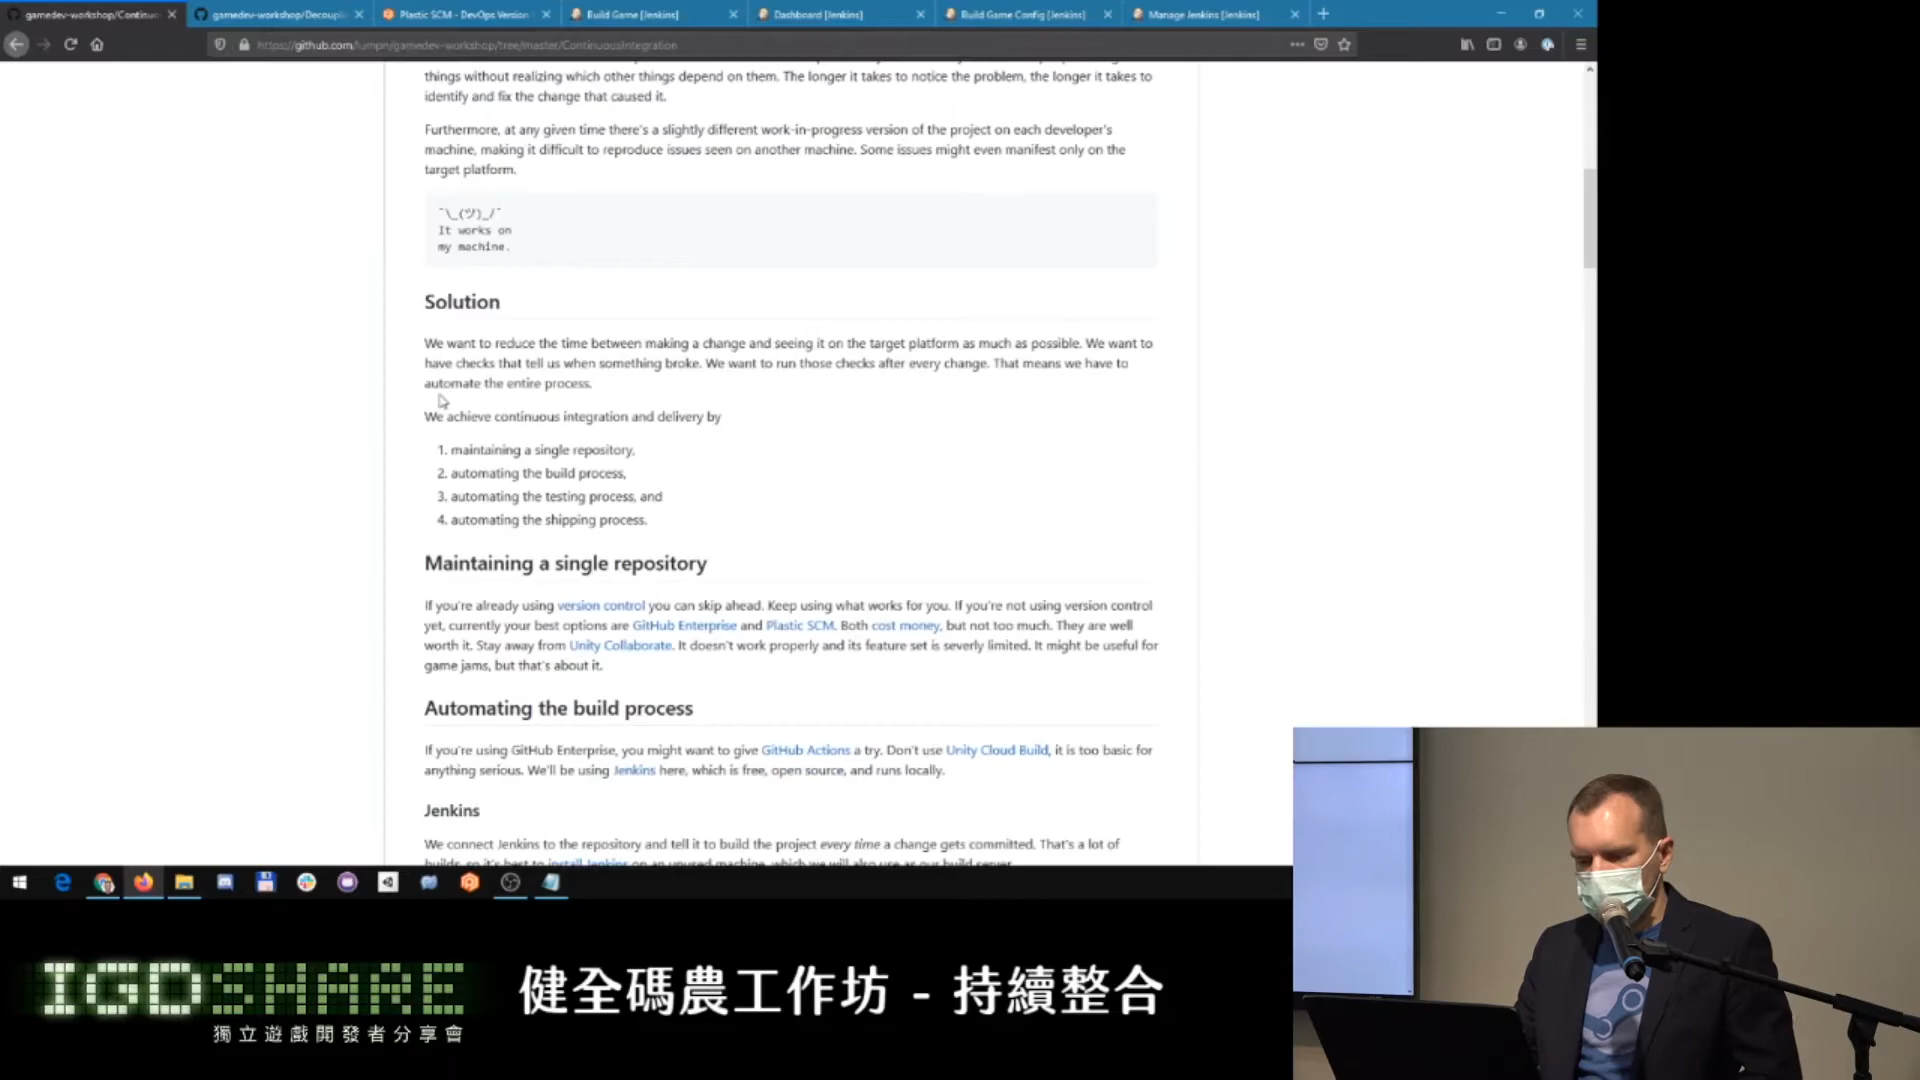 gamedev-workshop/Continuo
gamedev-workshop/Decoupli
Plastic SCM - DevOps Version
Build Game [Jenkins]
Dashboard [Jenkins]
Build Game Config [Jenkins]
Manage Jenkins [Jenkins]
https://github.com/lumpn/gamedev-workshop/tree/master/ContinuousIntegration
things without realizing which other things depend on them. The longer it takes to notice the problem, the longer it takes to
identify and fix the change that caused it.
Furthermore, at any given time there's a slightly different work-in-progress version of the project on each developer's
machine, making it difficult to reproduce issues seen on another machine. Some issues might even manifest only on the
target platform.
¯\_(ツ)_/¯
It works on
my machine.
Solution
We want to reduce the time between making a change and seeing it on the target platform as much as possible. We want to
have checks that tell us when something broke. We want to run those checks after every change. That means we have to
automate the entire process.
We achieve continuous integration and delivery by
1. maintaining a single repository,
2. automating the build process,
3. automating the testing process, and
4. automating the shipping process.
Maintaining a single repository
If you're already using version control you can skip ahead. Keep using what works for you. If you're not using version control
yet, currently your best options are GitHub Enterprise and Plastic SCM. Both cost money, but not too much. They are well
worth it. Stay away from Unity Collaborate. It doesn't work properly and its feature set is severly limited. It might be useful for
game jams, but that's about it.
Automating the build process
If you're using GitHub Enterprise, you might want to give GitHub Actions a try. Don't use Unity Cloud Build, it is too basic for
anything serious. We'll be using Jenkins here, which is free, open source, and runs locally.
Jenkins
We connect Jenkins to the repository and tell it to build the project every time a change gets committed. That's a lot of
builds, so it's best to install Jenkins on an unused machine, which we will also use as our build server.
IGDSHARE
獨立遊戲開發者分享會
健全碼農工作坊 - 持續整合